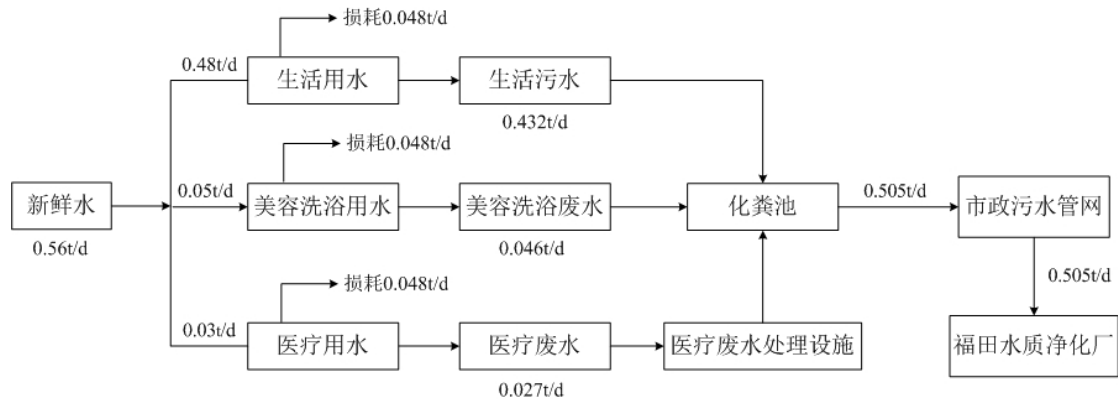 损耗0.048t/d
0.48t/d
生活用水
生活污水
0.432t/d
损耗0.048t/d
新鲜水
0.56t/d
0.05t/d
美容洗浴用水
美容洗浴废水
0.046t/d
化粪池
0.505t/d
市政污水管网
0.505t/d
损耗0.048t/d
0.03t/d
医疗用水
医疗废水
0.027t/d
医疗废水处理设施
福田水质净化厂